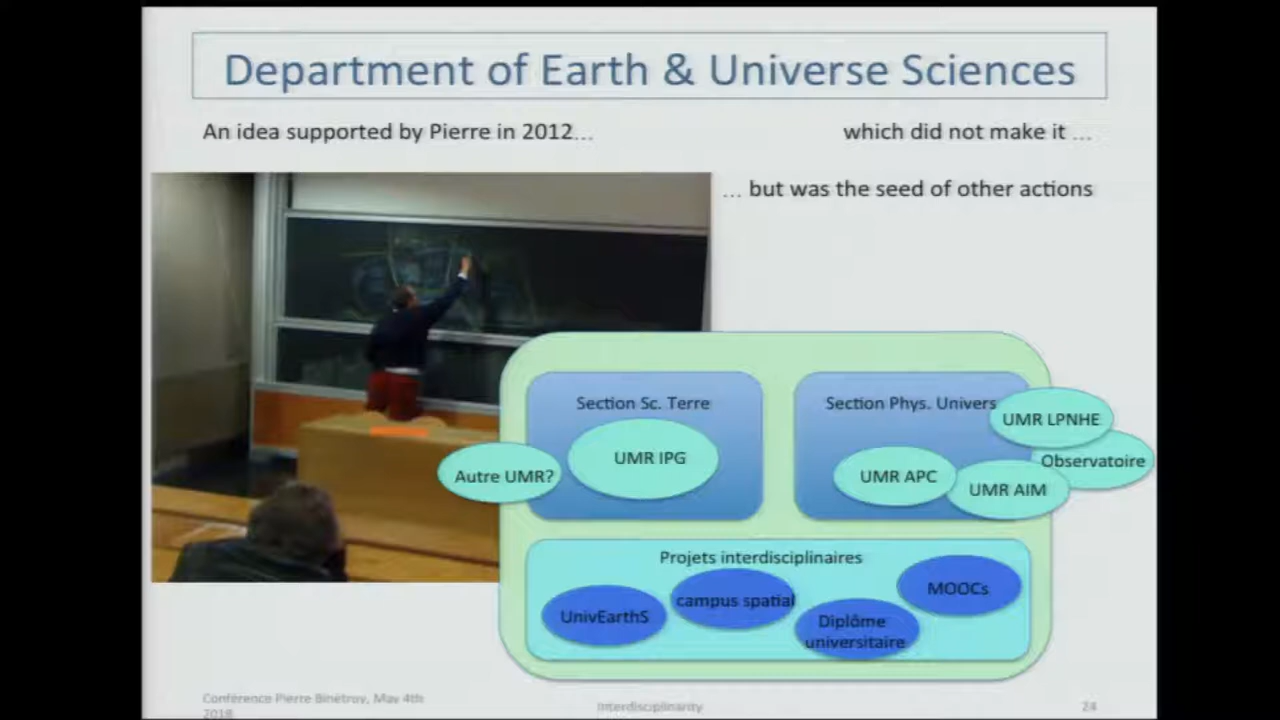 Department of Earth & Universe Sciences
An idea supported by Pierre in 2012...
which did not make it ...
... but was the seed of other actions
Section Sc. Terre
Section Phys. Univers
UMR LPNHE
UMR IPG
Autre UMR?
UMR APC
Observatoire
UMR AIM
Projets interdisciplinaires
UnivEarthS
campus spatial
MOOCs
Diplôme
universitaire
Conférence Pierre Binétruy, May 4th
2018
Interdisciplinarity
24